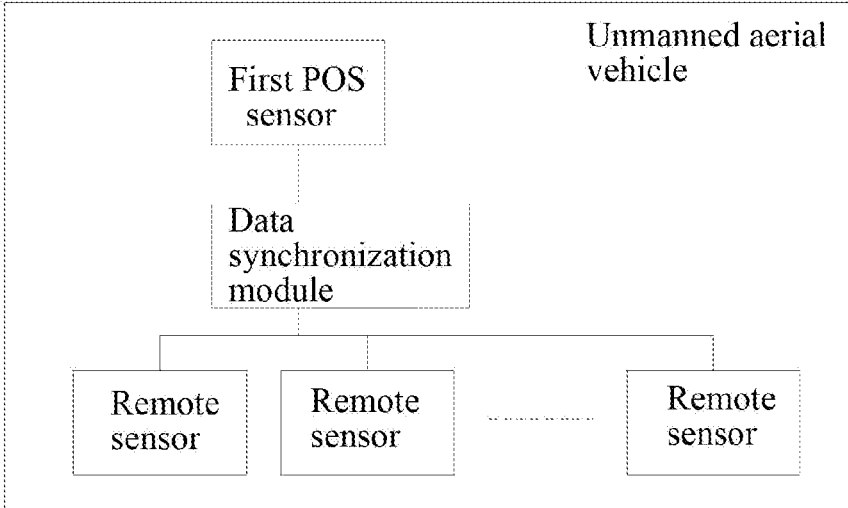 Unmanned aerial
vehicle
First POS
sensor
Data
synchronization
module
Remote
sensor
Remote
sensor
Remote
sensor